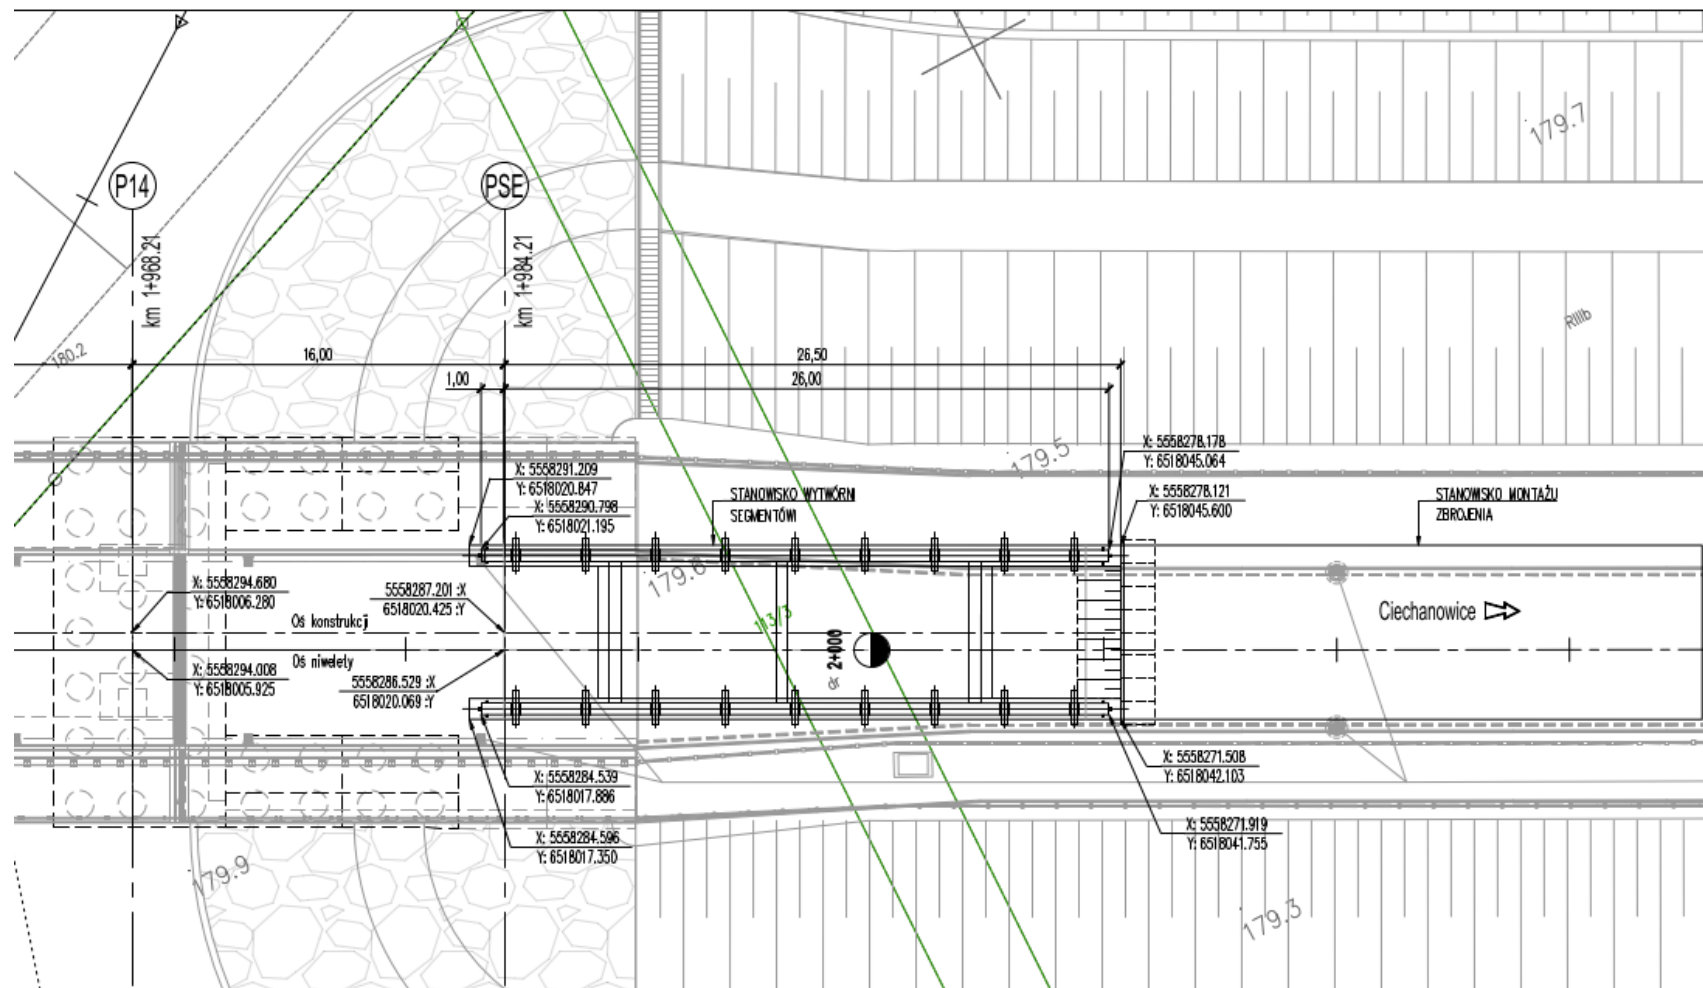 179.7
P14
PSE
km 1+968.21
km 1+984.21
RIIIb
180.2
16,00
26,50
1,00
26,00
179.5
X: 5558278.178
Y: 6518045.064
X: 5558291.209
Y: 6518020.847
X: 5558290.798
Y: 6518021.195
STANOWISKO WYTWÓRNI
SEGMENTÓW
X: 5558278.121
Y: 6518045.600
STANOWISKO MONTAŻU
ZBROJENIA
179.6
X: 5558294.680
Y: 6518006.280
5558287.201 :X
6518020.425 :Y
Oś konstrukcji
113/3
Ciechanowice
2+000
dr
Oś niwelety
X: 5558294.008
Y: 6518005.925
5558286.529 :X
6518020.069 :Y
X: 5558284.539
Y: 6518017.886
X: 5558271.508
Y: 6518042.103
X: 5558284.596
Y: 6518017.350
X: 5558271.919
Y: 6518041.755
179.9
179.3